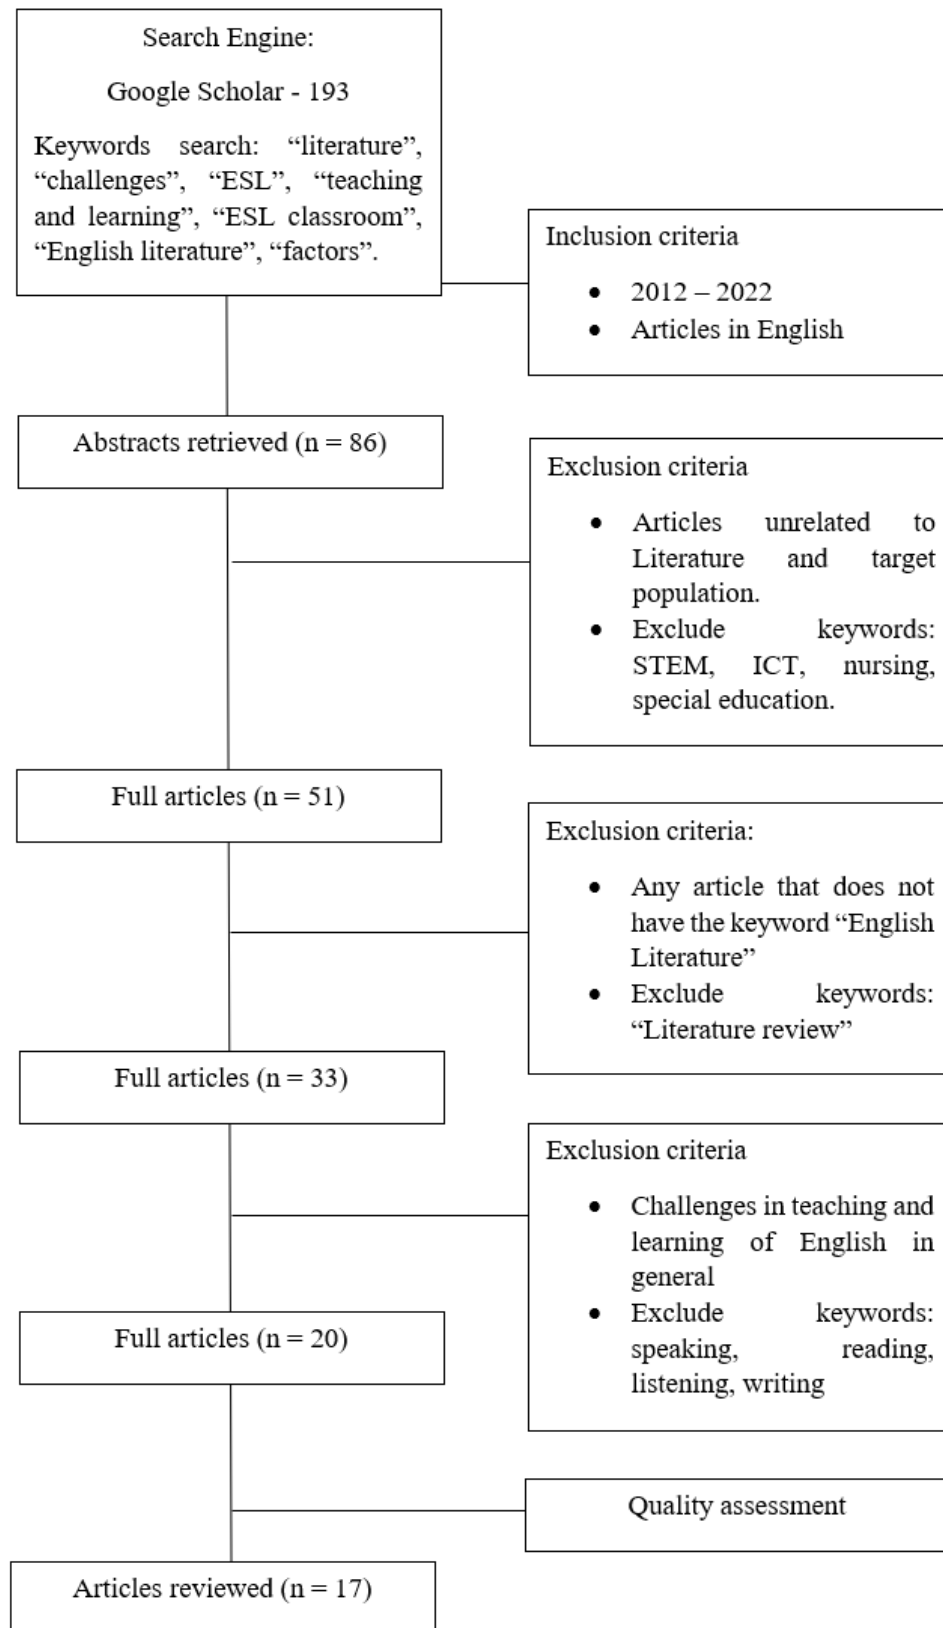 Search Engine:
Google Scholar - 193
Keywords search: “literature”,
“challenges”, “ESL”, “teaching
and learning”, “ESL classroom”,
“English literature”, “factors”.
Inclusion criteria
• 2012 – 2022
• Articles in English
Abstracts retrieved (n = 86)
Exclusion criteria
• Articles unrelated to
Literature and target
population.
• Exclude keywords:
STEM, ICT, nursing,
special education.
Full articles (n = 51)
Exclusion criteria:
• Any article that does not
have the keyword “English
Literature”
• Exclude keywords:
“Literature review”
Full articles (n = 33)
Exclusion criteria
• Challenges in teaching and
learning of English in
general
• Exclude keywords:
speaking, reading,
listening, writing
Full articles (n = 20)
Quality assessment
Articles reviewed (n = 17)